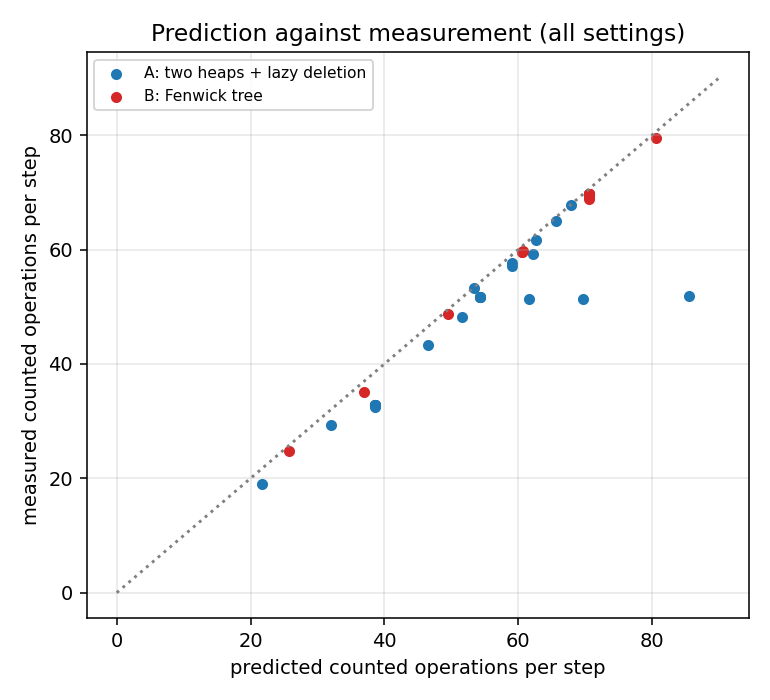 Prediction against measurement (all settings)
A: two heaps + lazy deletion
B: Fenwick tree
measured counted operations per step
80
60
40
20
0
0 20 40 60 80
predicted counted operations per step